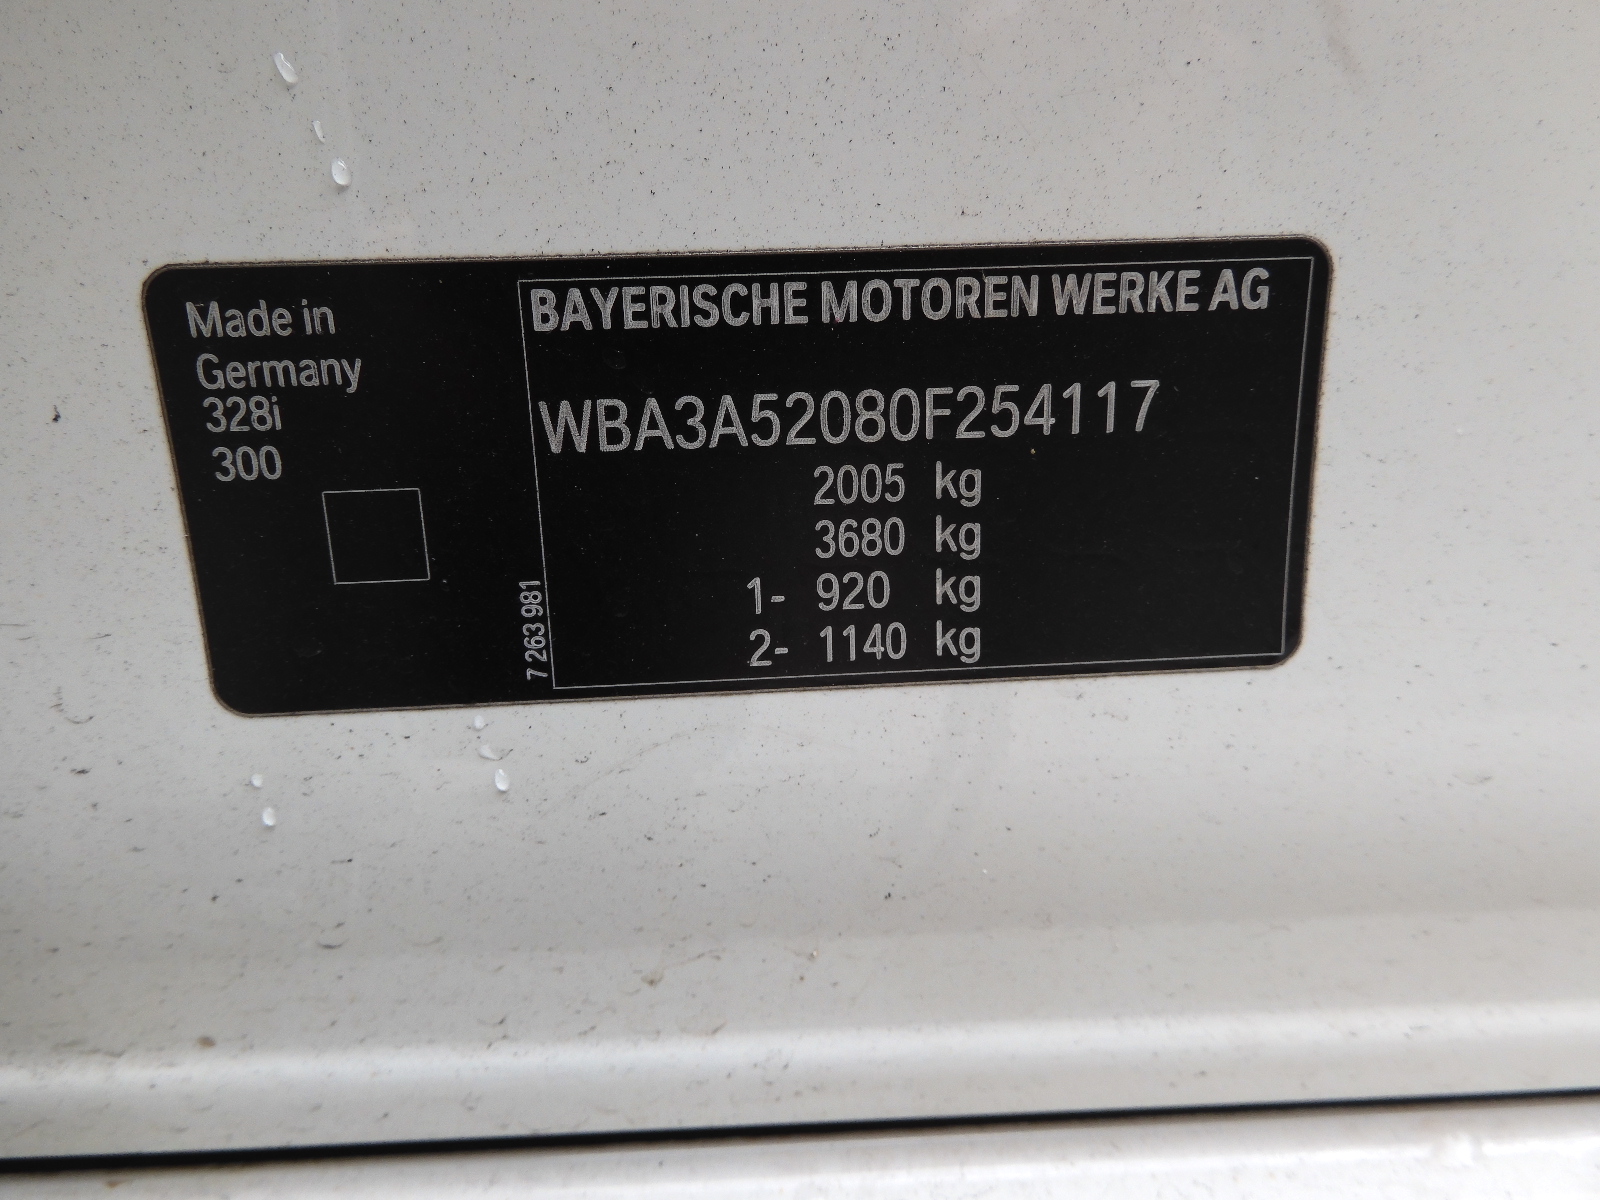 Made in
Germany
328i
300
7 263 981
BAYERISCHE MOTOREN WERKE AG
WBA3A52080F254117
2005 kg
3680 kg
1- 920 kg
2- 1140 kg